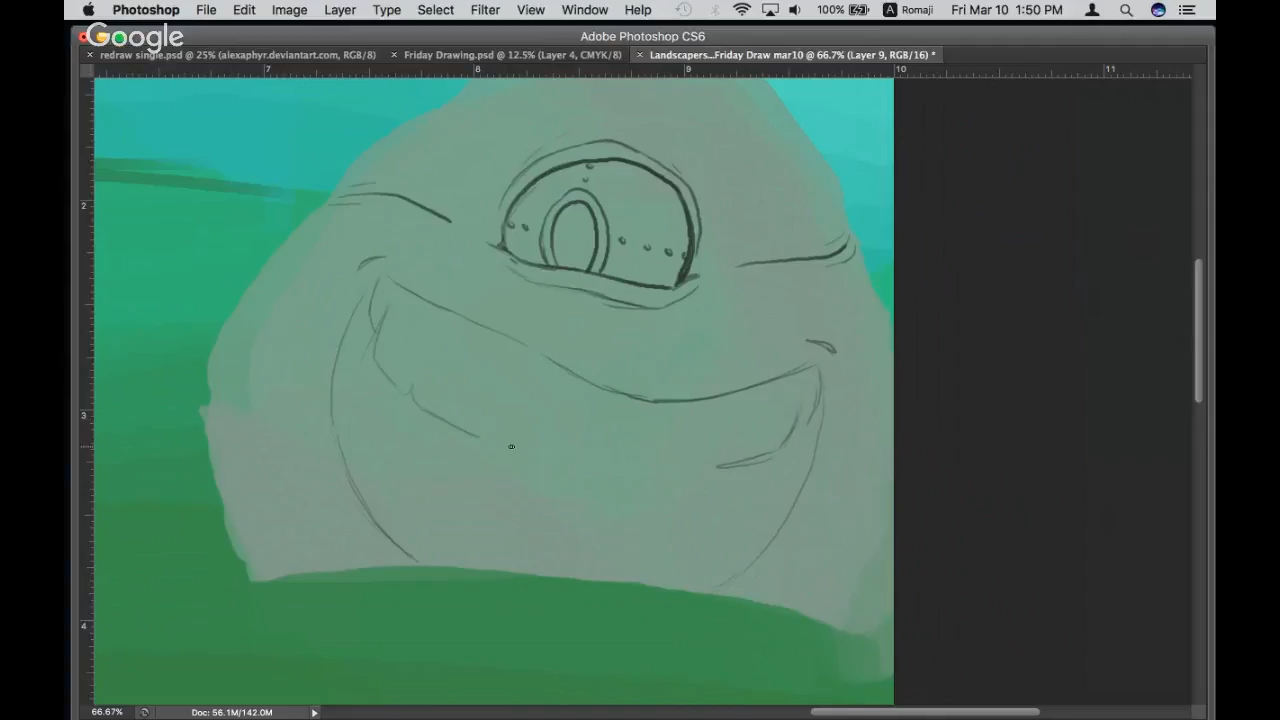 Photoshop File Edit Image Layer Type Select Filter View Window Help 100% A Romaji Fri Mar 10 1:50 PM
Google
Adobe Photoshop CS6
× redraw single.psd @ 25% (alexaphyr.deviantart.com, RGB/8) × Friday Drawing.psd @ 12.5% (Layer 4, CMYK/8) × Landscapers...Friday Draw mar10 @ 66.7% (Layer 9, RGB/16) *
7 8 9 10 11
2
3
4
66.67% Doc: 56.1M/142.0M